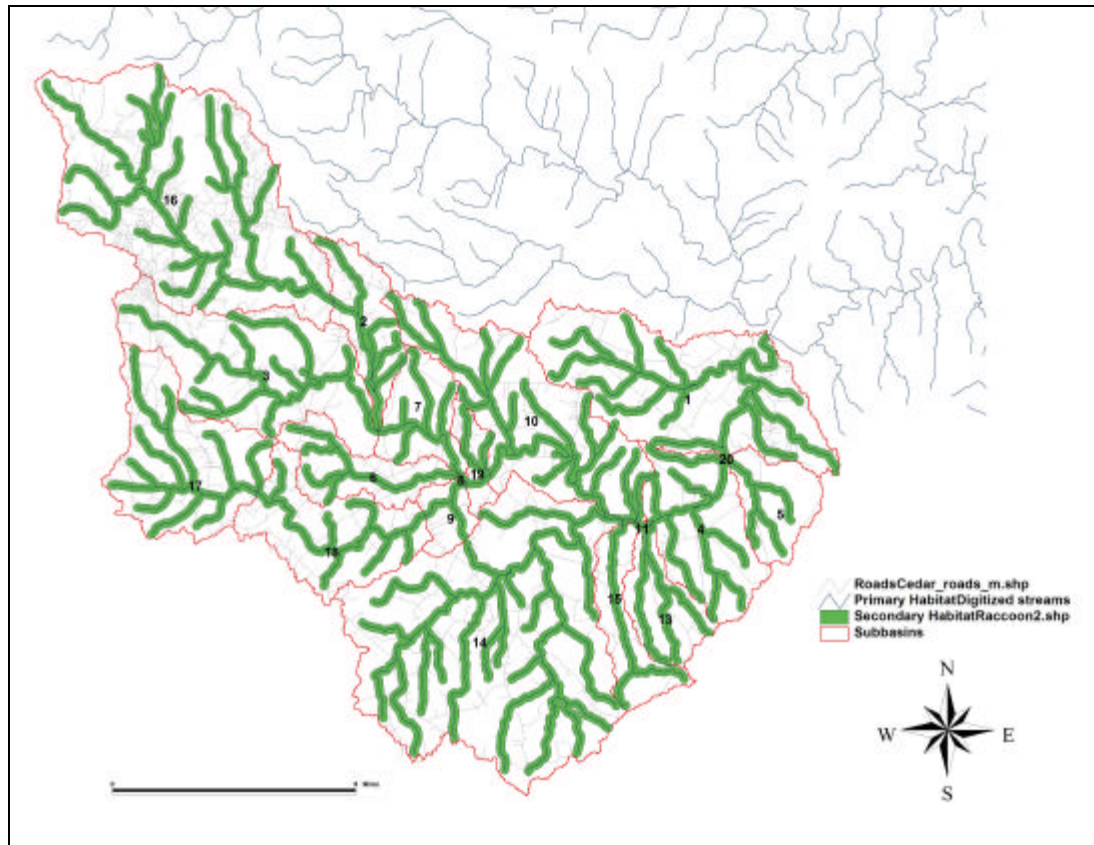 16
2
3
1
7
10
20
6
8
19
17
5
9
11
4
18
RoadsCedar_roads_m.shp
Primary HabitatDigitized streams
15
Secondary HabitatRaccoon2.shp
13
Subbasins
14
N
W E
S